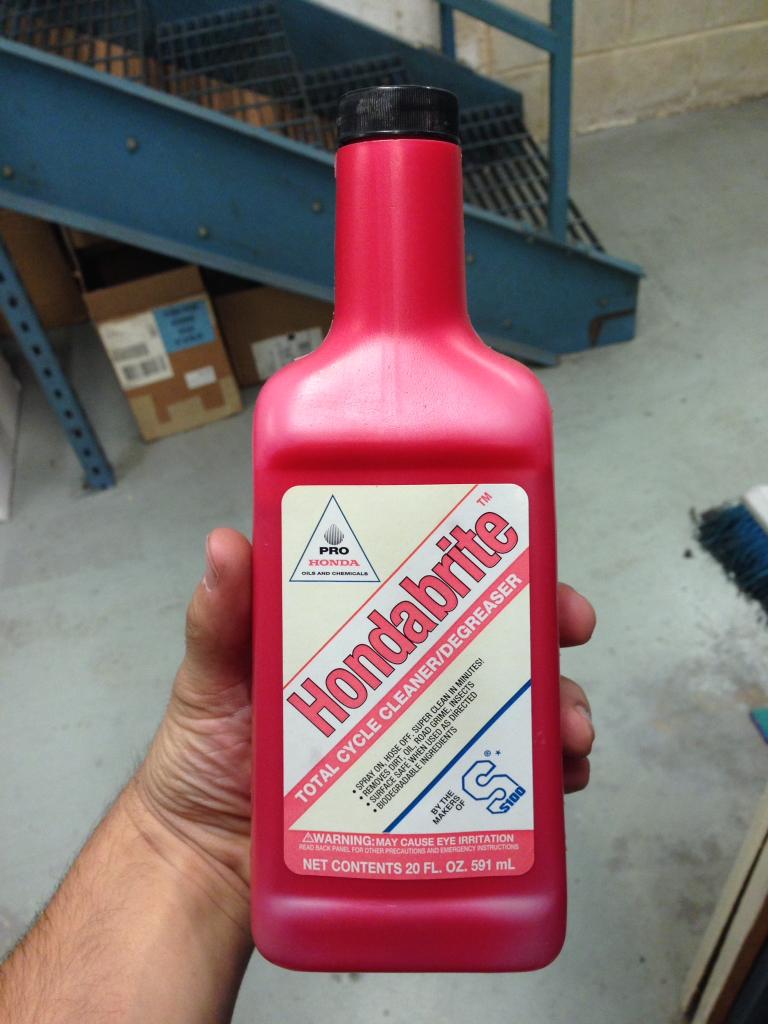 PRO
HONDA
OILS AND CHEMICALS
Hondabrite™
TOTAL CYCLE CLEANER/DEGREASER
• SPRAY ON, HOSE OFF. SUPER CLEAN IN MINUTES!
• REMOVES DIRT, OIL, ROAD GRIME, INSECTS
• SURFACE SAFE WHEN USED AS DIRECTED
• BIODEGRADABLE INGREDIENTS
BY THE
MAKERS
OF
S ®*
S100
⚠WARNING: MAY CAUSE EYE IRRITATION
READ BACK PANEL FOR OTHER PRECAUTIONS AND EMERGENCY INSTRUCTIONS
NET CONTENTS 20 FL. OZ. 591 mL